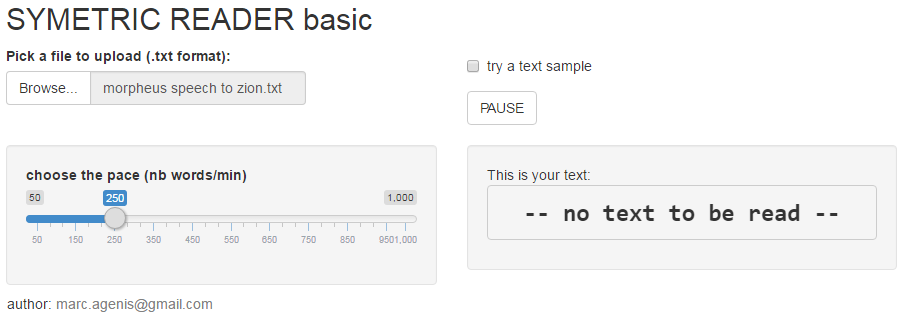 SYMETRIC READER basic
Pick a file to upload (.txt format):
Browse... morpheus speech to zion.txt
try a text sample
PAUSE
choose the pace (nb words/min)
50 250 1,000
50 150 250 350 450 550 650 750 850 9501,000
This is your text:
-- no text to be read --
author: marc.agenis@gmail.com